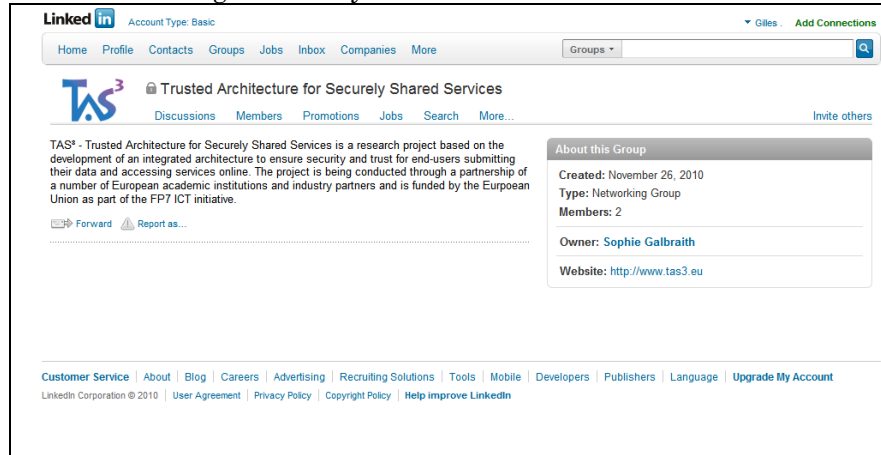 Linked in Account Type: Basic Giles . Add Connections
Home Profile Contacts Groups Jobs Inbox Companies More Groups
TAS³ Trusted Architecture for Securely Shared Services
Discussions Members Promotions Jobs Search More... Invite others
TAS³ - Trusted Architecture for Securely Shared Services is a research project based on the
development of an integrated architecture to ensure security and trust for end-users submitting
their data and accessing services online. The project is being conducted through a partnership of
a number of European academic institutions and industry partners and is funded by the Eurpoean
Union as part of the FP7 ICT initiative.
Forward Report as...
About this Group
Created: November 26, 2010
Type: Networking Group
Members: 2
Owner: Sophie Galbraith
Website: http://www.tas3.eu
Customer Service | About | Blog | Careers | Advertising | Recruiting Solutions | Tools | Mobile | Developers | Publishers | Language | Upgrade My Account
LinkedIn Corporation © 2010 | User Agreement | Privacy Policy | Copyright Policy | Help improve LinkedIn